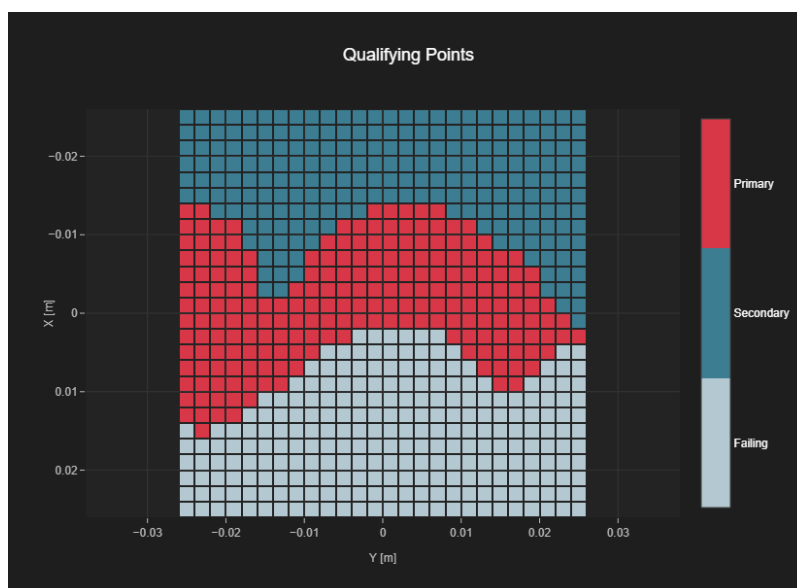 Qualifying Points
Primary
Secondary
Failing
X [m]
−0.02
−0.01
0
0.01
0.02
−0.03
−0.02
−0.01
0
0.01
0.02
0.03
Y [m]